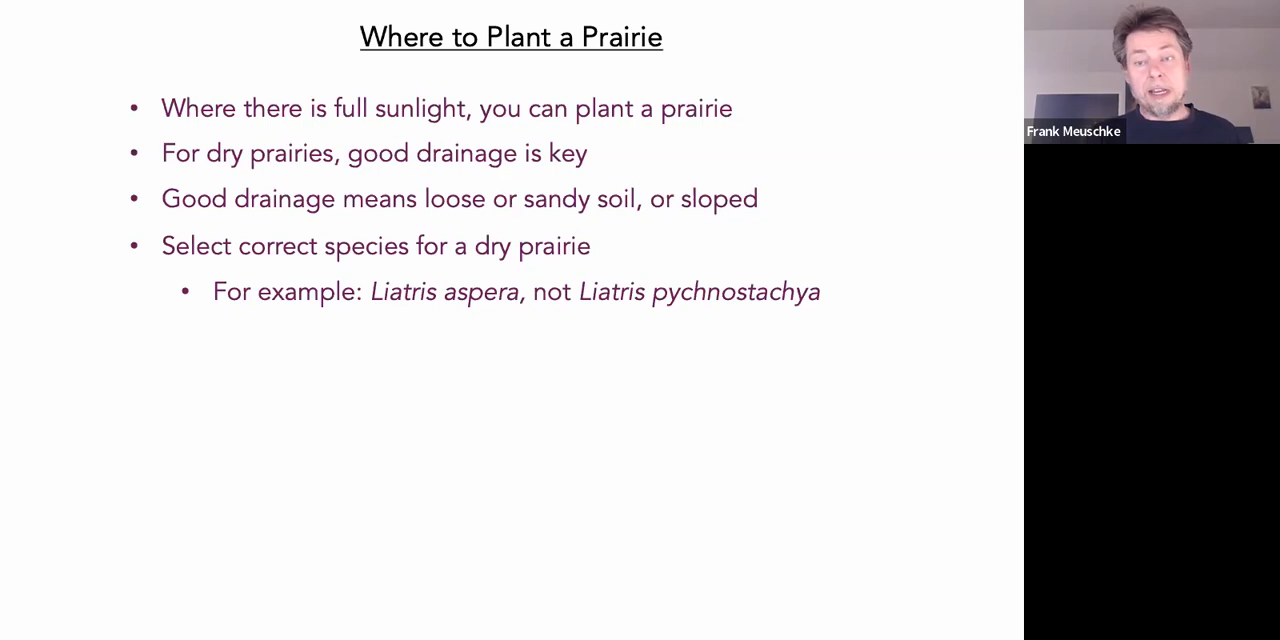 Where to Plant a Prairie
• Where there is full sunlight, you can plant a prairie
• For dry prairies, good drainage is key
• Good drainage means loose or sandy soil, or sloped
• Select correct species for a dry prairie
• For example: Liatris aspera, not Liatris pychnostachya
Frank Meuschke